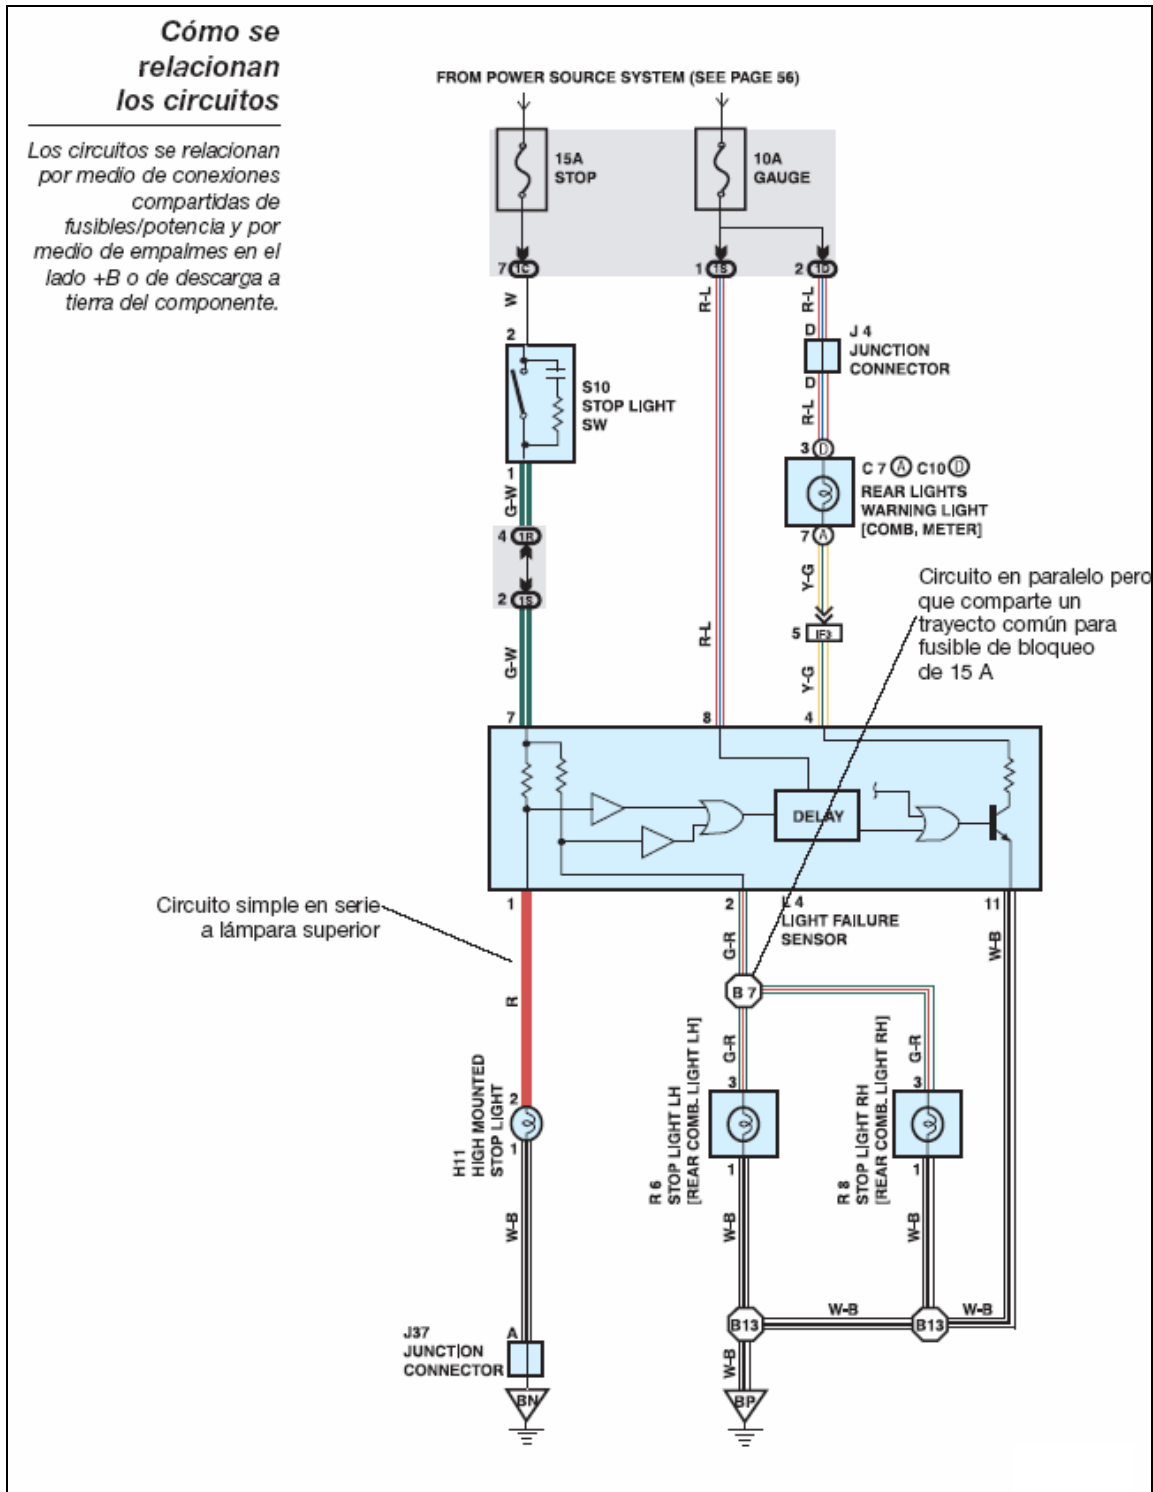 Cómo se
relacionan
los circuitos
Los circuitos se relacionan
por medio de conexiones
compartidas de
fusibles/potencia y por
medio de empalmes en el
lado +B o de descarga a
tierra del componente.
FROM POWER SOURCE SYSTEM (SEE PAGE 56)
15A
STOP
10A
GAUGE
7 1C
1 1S
2 1D
W
R-L
R-L
2
D
J 4
JUNCTION
CONNECTOR
S10
STOP LIGHT
SW
D
R-L
3 D
1
C 7 A C10 D
REAR LIGHTS
WARNING LIGHT
[COMB, METER]
G-W
4 1R
7 A
Y-G
Circuito en paralelo pero
que comparte un
trayecto común para
fusible de bloqueo
de 15 A
2 1S
5 IF3
G-W
R-L
Y-G
7
8
4
DELAY
1
2
L 4
LIGHT FAILURE
SENSOR
11
Circuito simple en serie
a lámpara superior
G-R
W-B
B 7
R
G-R
G-R
2
H11
HIGH MOUNTED
STOP LIGHT
1
3
R 6
STOP LIGHT LH
[REAR COMB. LIGHT LH]
1
3
R 8
STOP LIGHT RH
[REAR COMB. LIGHT RH]
1
W-B
W-B
W-B
W-B
W-B
B13
B13
J37
JUNCTION
CONNECTOR
A
W-B
BN
BP